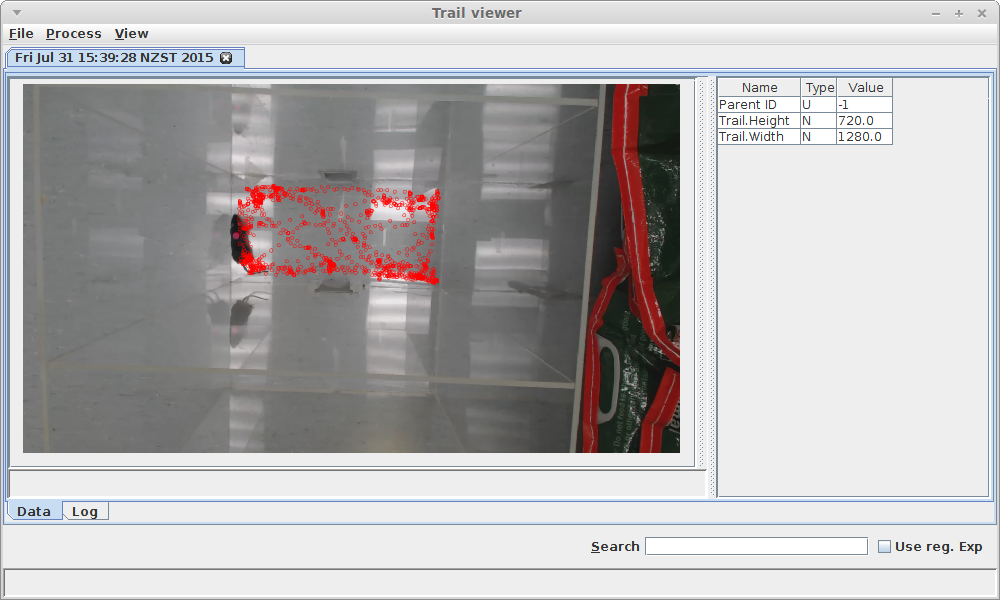 Trail viewer
File Process View
Fri Jul 31 15:39:28 NZST 2015
Name Type Value
Parent ID U -1
Trail.Height N 720.0
Trail.Width N 1280.0
Data Log
Search Use reg. Exp